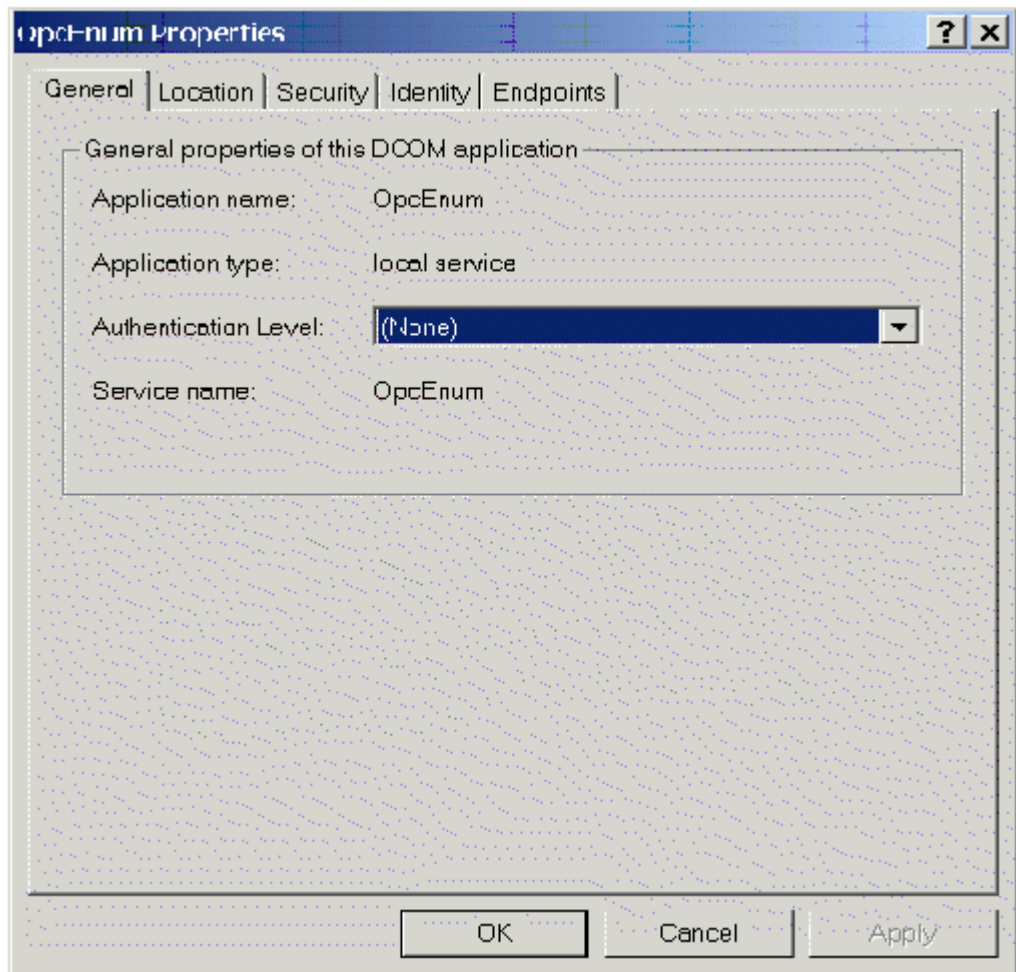 OpcEnum Properties
General Location Security Identity Endpoints
General properties of this DCOM application
Application name: OpcEnum
Application type: local service
Authentication Level: (None)
Service name: OpcEnum
OK Cancel Apply